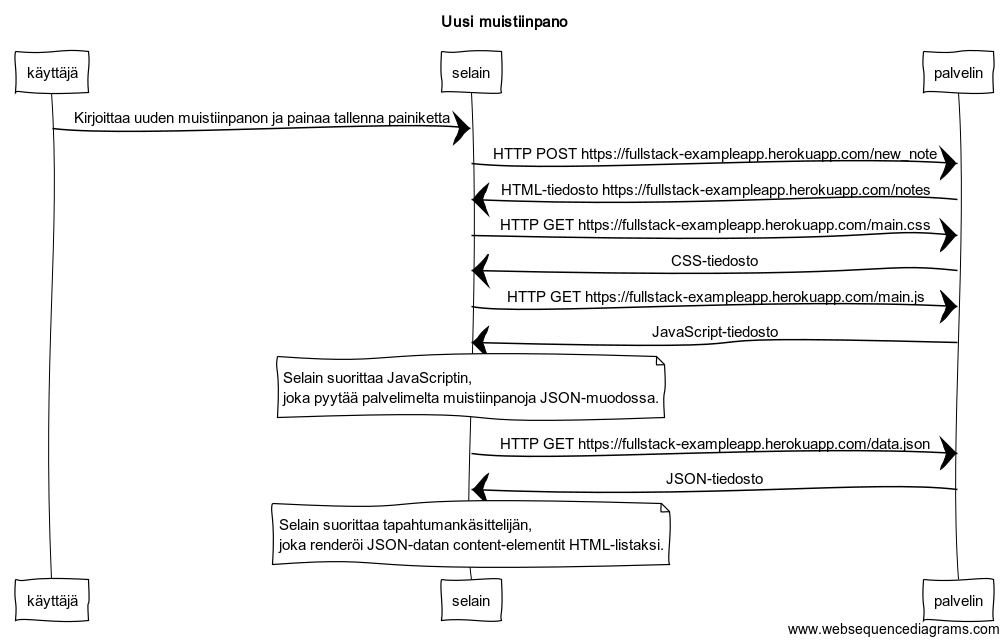 Uusi muistiinpano
käyttäjä
selain
palvelin
Kirjoittaa uuden muistiinpanon ja painaa tallenna painiketta
HTTP POST https://fullstack-exampleapp.herokuapp.com/new_note
HTML-tiedosto https://fullstack-exampleapp.herokuapp.com/notes
HTTP GET https://fullstack-exampleapp.herokuapp.com/main.css
CSS-tiedosto
HTTP GET https://fullstack-exampleapp.herokuapp.com/main.js
JavaScript-tiedosto
Selain suorittaa JavaScriptin,
joka pyytää palvelimelta muistiinpanoja JSON-muodossa.
HTTP GET https://fullstack-exampleapp.herokuapp.com/data.json
JSON-tiedosto
Selain suorittaa tapahtumankäsittelijän,
joka renderöi JSON-datan content-elementit HTML-listaksi.
käyttäjä
selain
palvelin
www.websequencediagrams.com